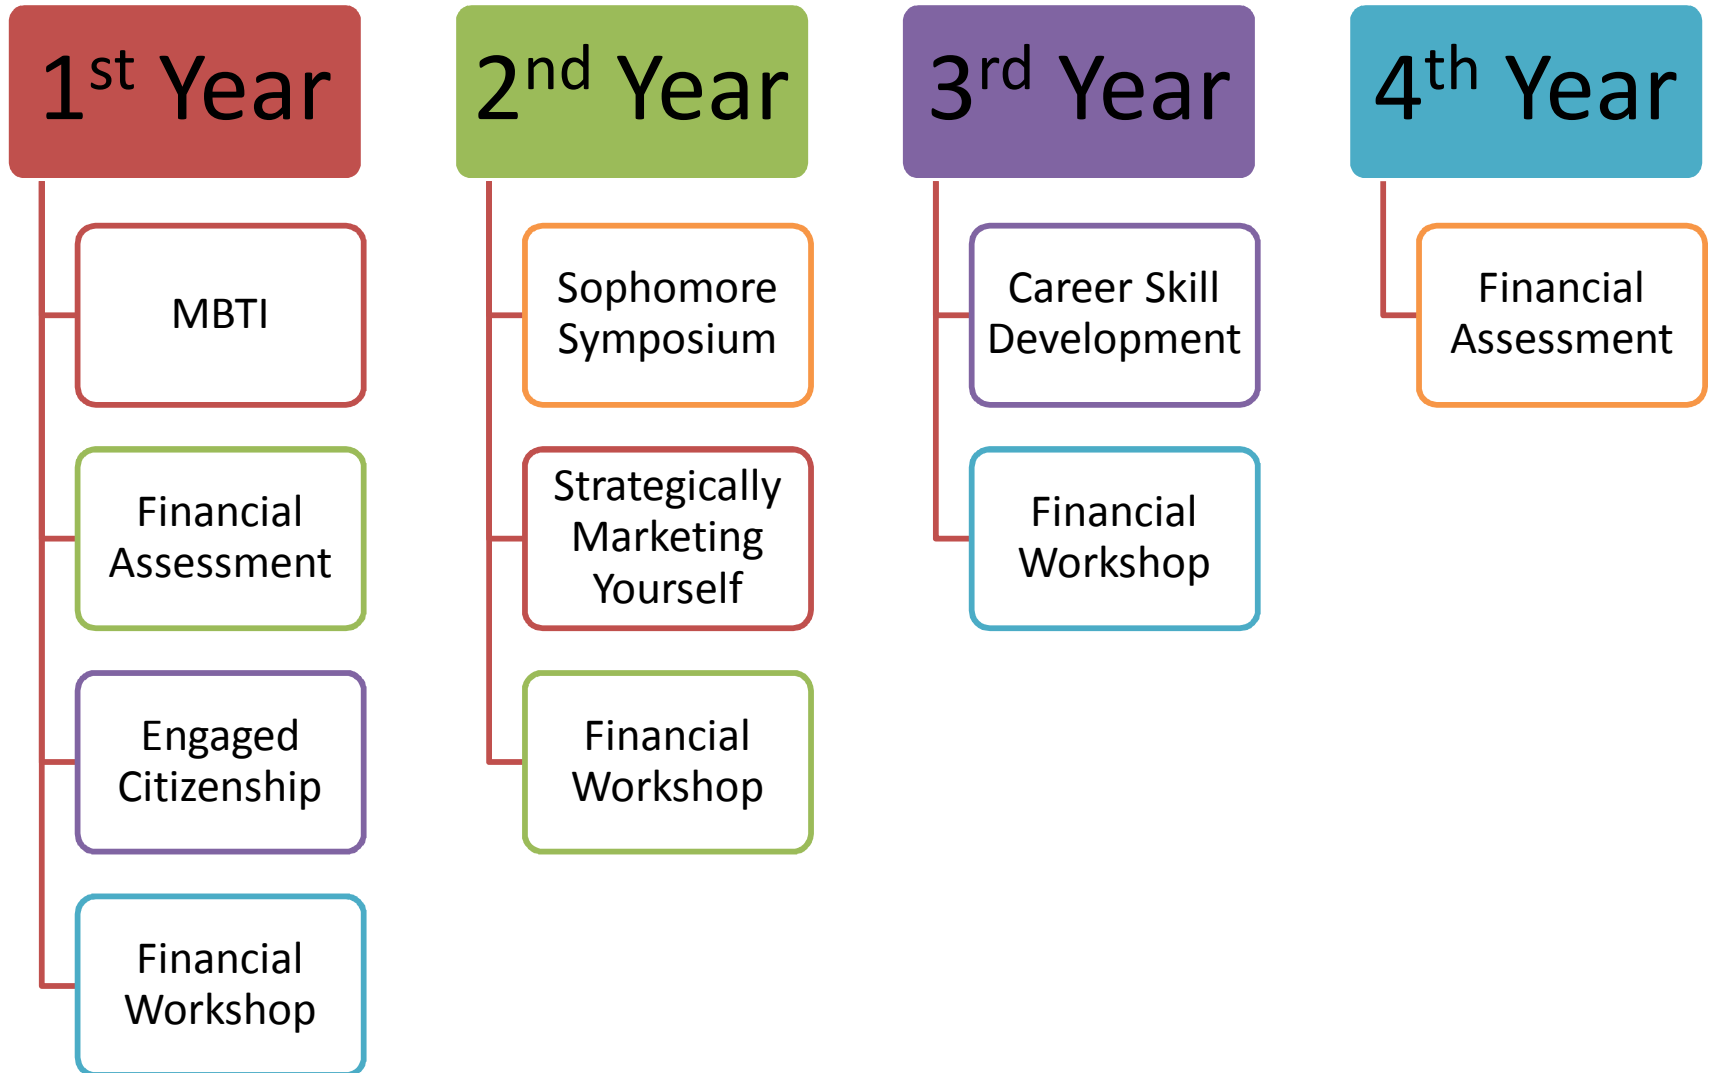 1st Year
MBTI
Financial
Assessment
Engaged
Citizenship
Financial
Workshop
2nd Year
Sophomore
Symposium
Strategically
Marketing
Yourself
Financial
Workshop
3rd Year
Career Skill
Development
Financial
Workshop
4th Year
Financial
Assessment